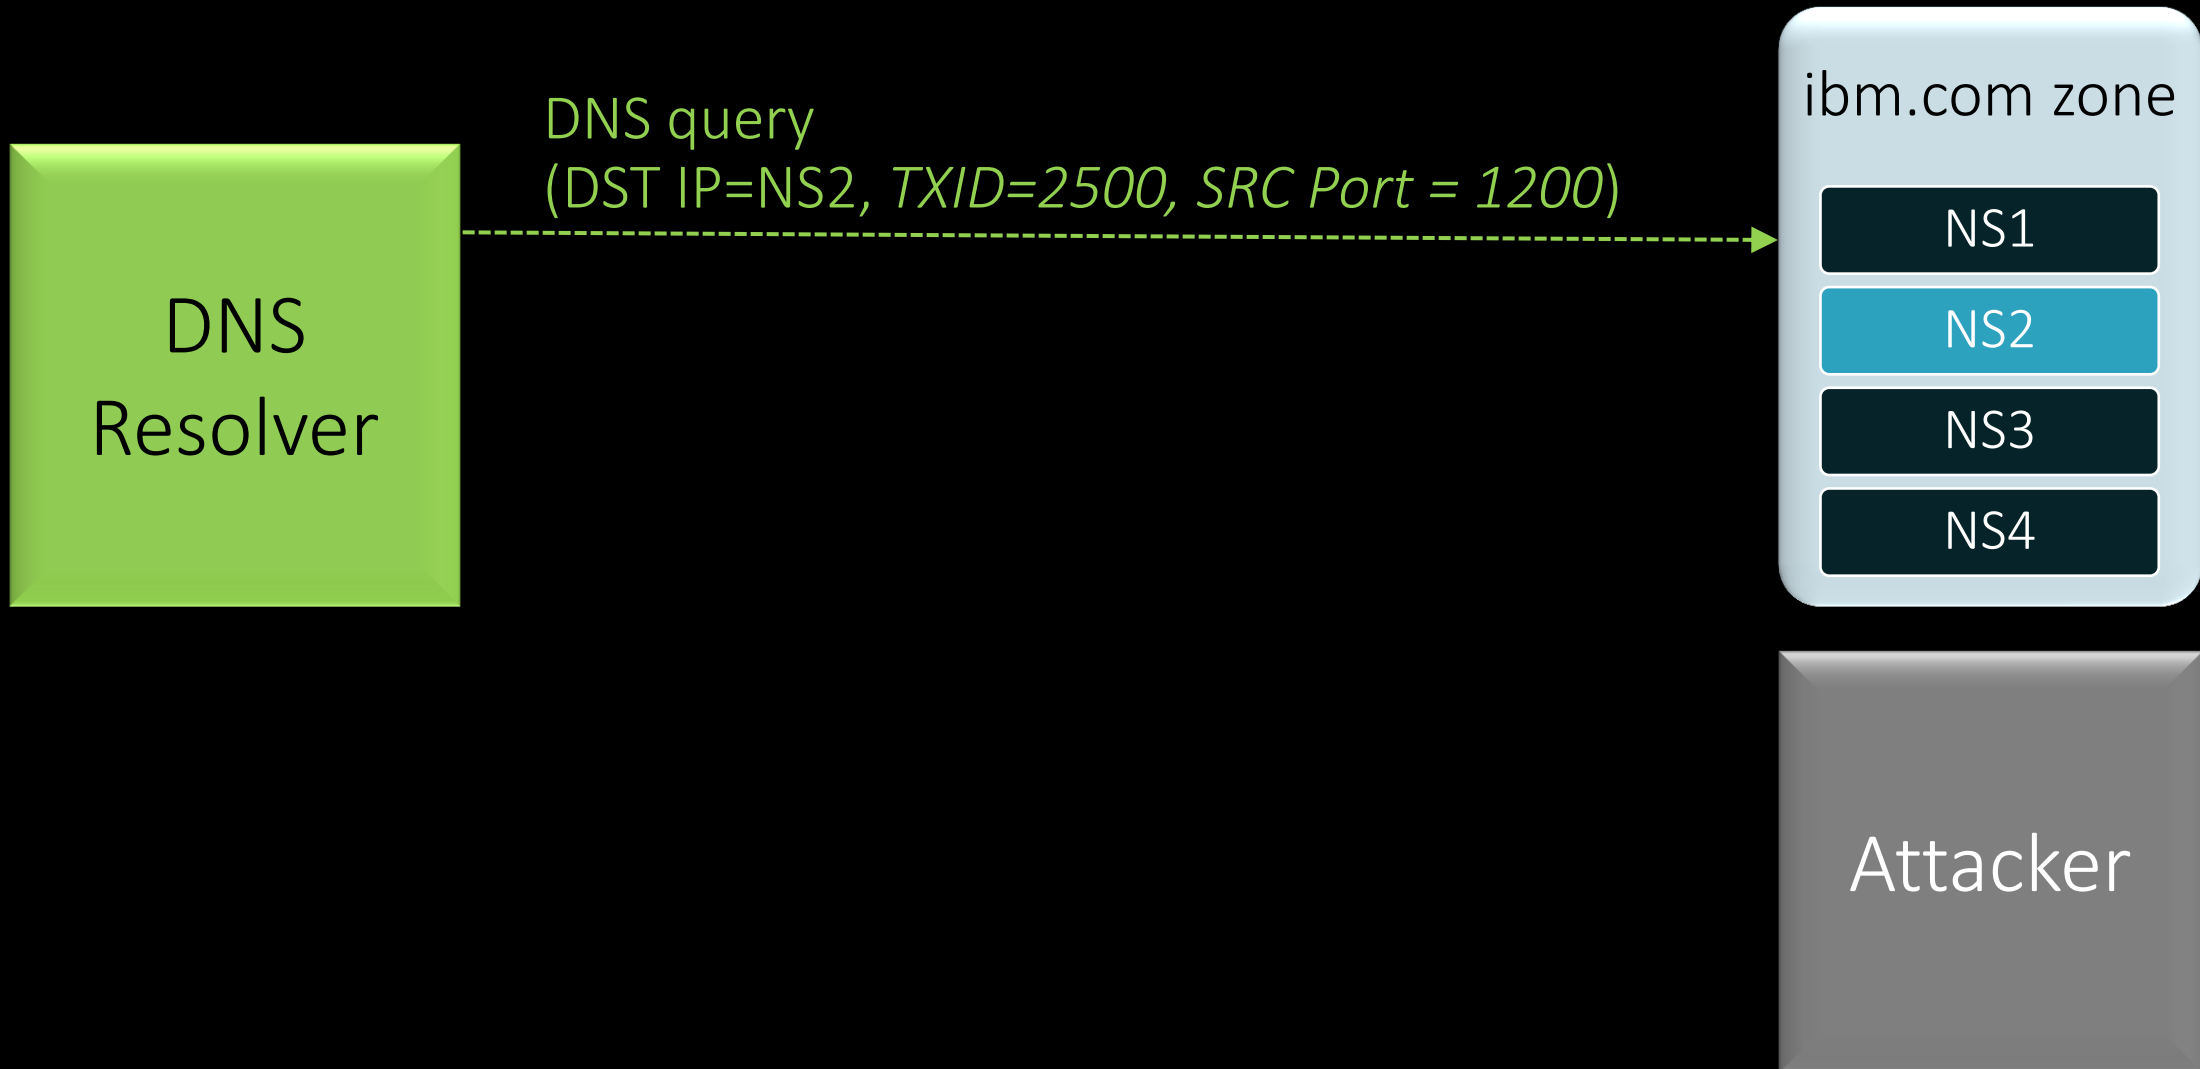 DNS
Resolver
DNS query
(DST IP=NS2, TXID=2500, SRC Port = 1200)
ibm.com zone
NS1
NS2
NS3
NS4
Attacker